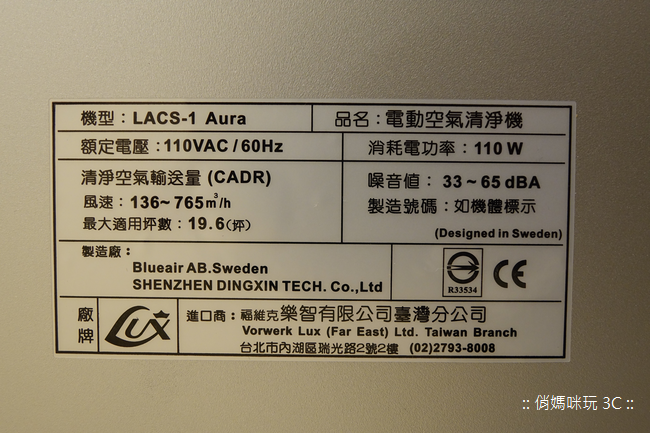 機型：LACS-1 Aura
品名：電動空氣清淨機
額定電壓：110VAC / 60Hz
消耗電功率：110 W
清淨空氣輸送量 (CADR)
風速：136~765m³/h
最大適用坪數：19.6(坪)
噪音值：33~65 dBA
製造號碼：如機體標示
(Designed in Sweden)
製造廠：
Blueair AB.Sweden
SHENZHEN DINGXIN TECH. Co.,Ltd
R33534
CE
廠牌
LUX
進口商：福維克樂智有限公司臺灣分公司
Vorwerk Lux (Far East) Ltd. Taiwan Branch
台北市內湖區瑞光路2號2樓 (02)2793-8008
:: 俏媽咪玩 3C ::